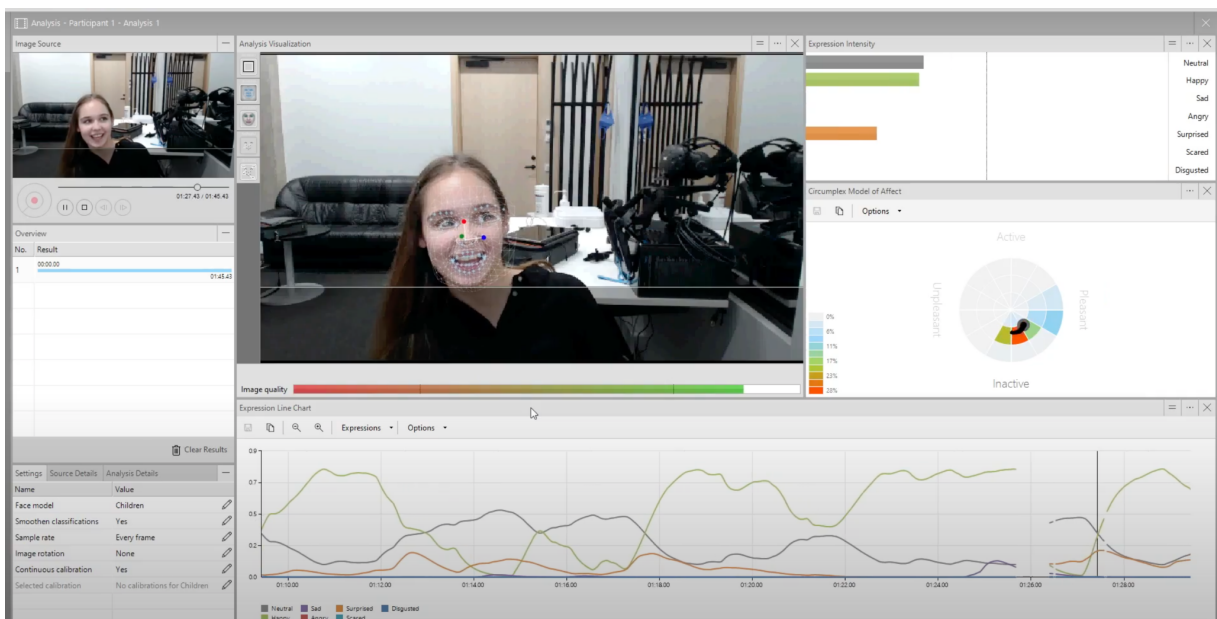 Analysis - Participant 1 - Analysis 1
Image Source
Analysis Visualization
Expression Intensity
Neutral
Happy
Sad
Angry
Surprised
Scared
Disgusted
01:27.43 / 01:45.43
Overview
No. Result
1 00:00.00
01:45.43
Clear Results
Settings Source Details Analysis Details
Name Value
Face model Children
Smoothen classifications Yes
Sample rate Every frame
Image rotation None
Continuous calibration Yes
Selected calibration No calibrations for Children
Image quality
Circumplex Model of Affect
Options
Active
Unpleasant
Pleasant
Inactive
0%
6%
11%
17%
23%
28%
Expression Line Chart
Expressions Options
0.9
0.7
0.5
0.2
0.0
01:10.00 01:12.00 01:14.00 01:16.00 01:18.00 01:20.00 01:22.00 01:24.00 01:26.00 01:28.00
Neutral Sad Surprised Disgusted
Happy Angry Scared